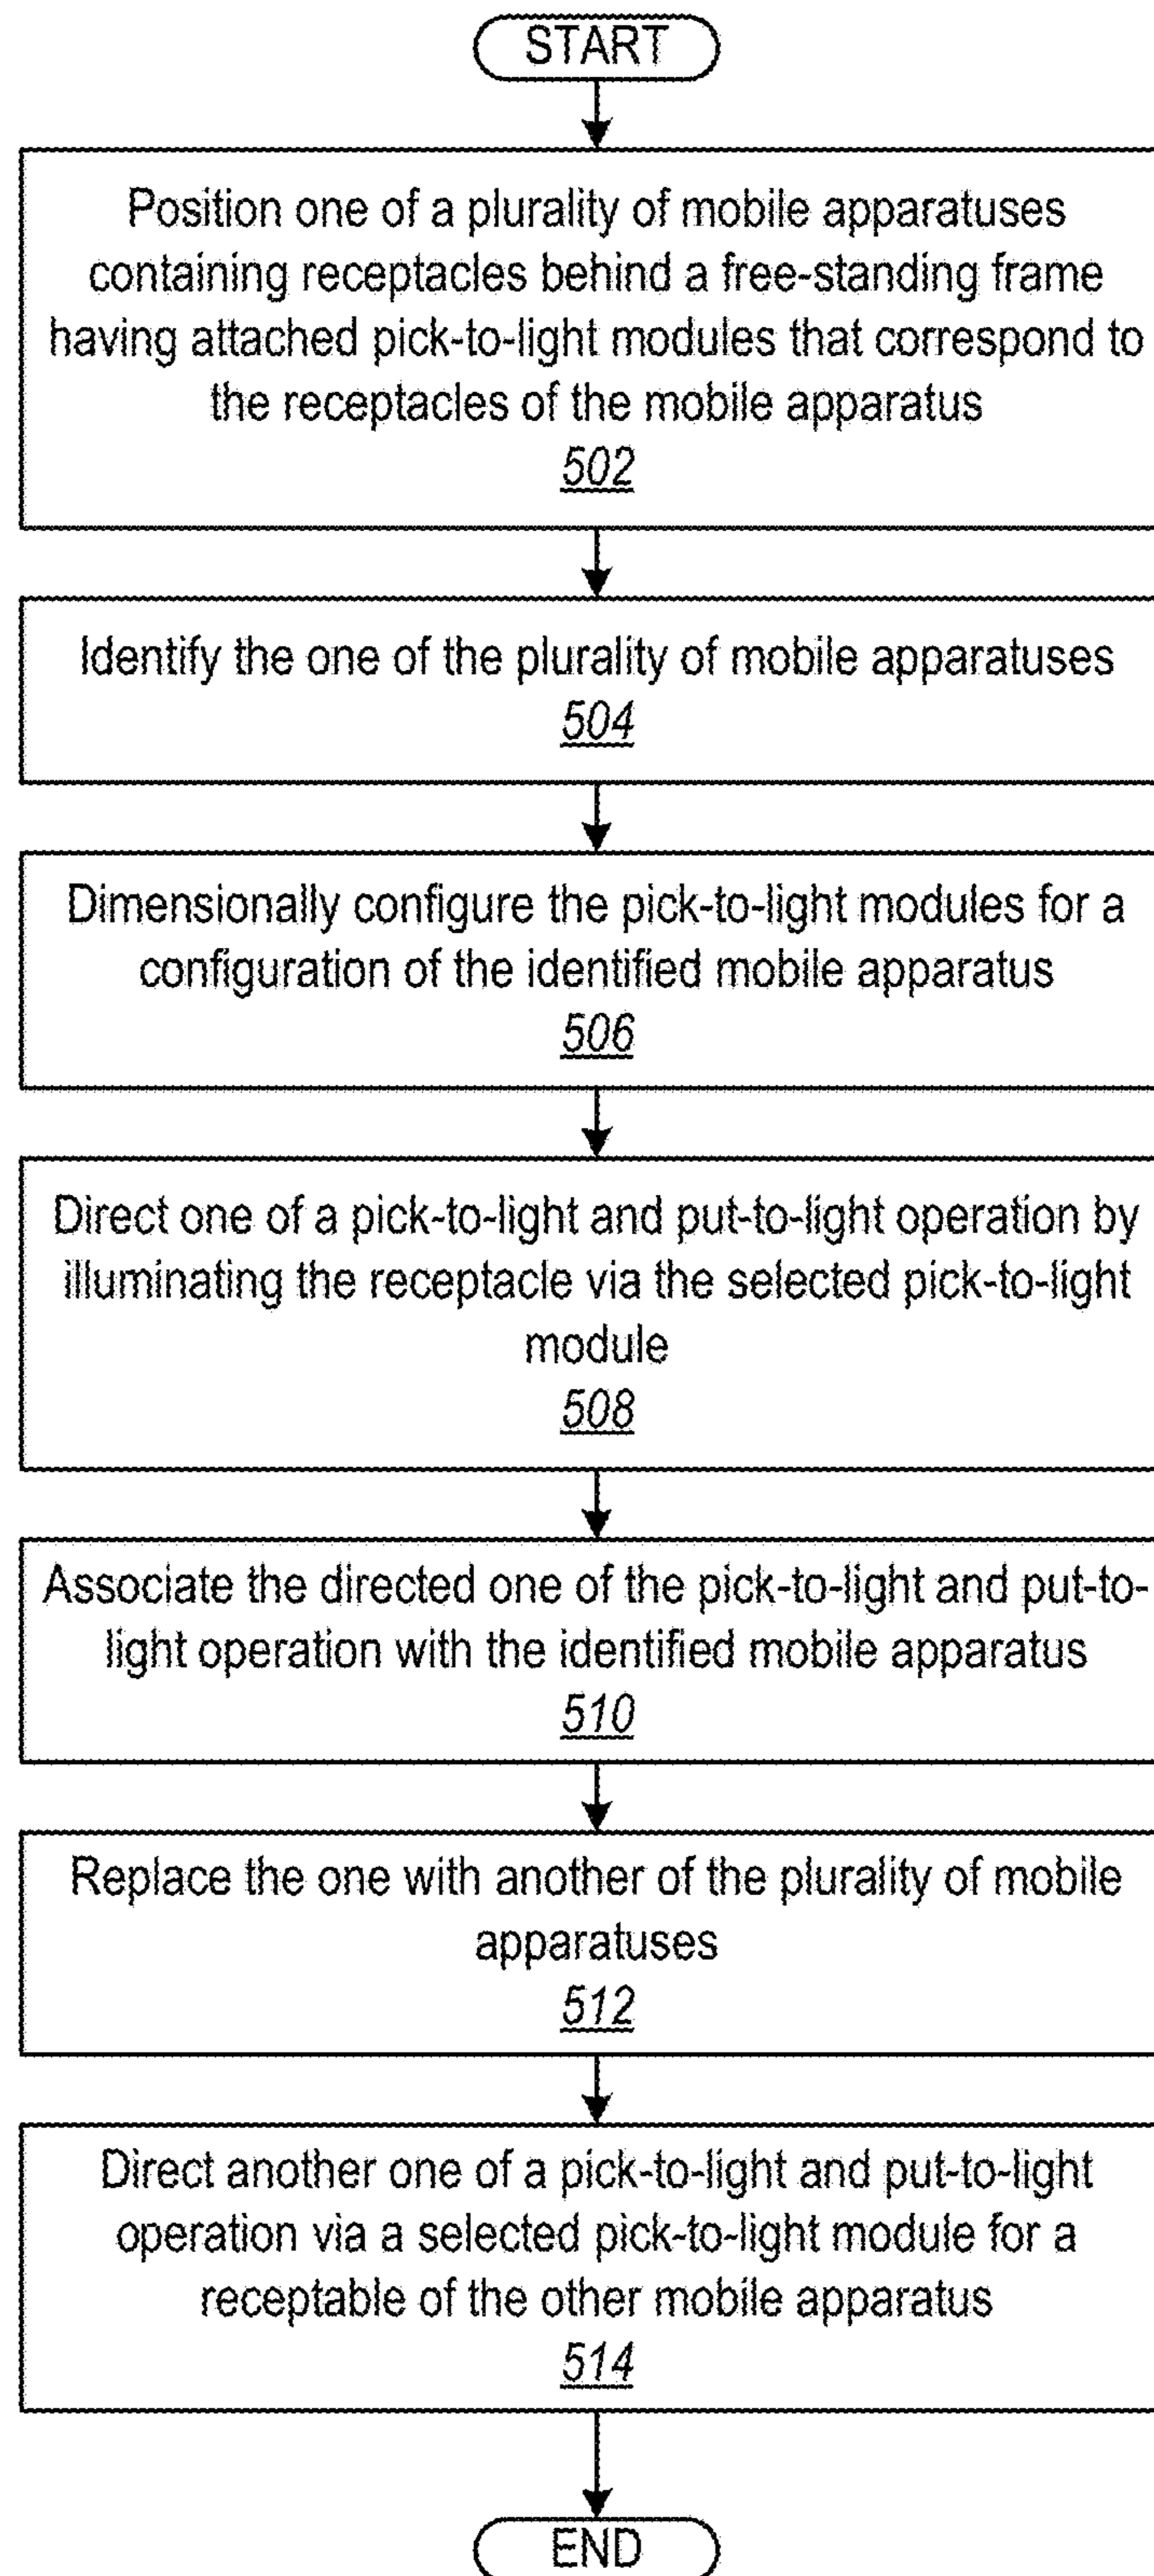 START
Position one of a plurality of mobile apparatuses
containing receptacles behind a free-standing frame
having attached pick-to-light modules that correspond to
the receptacles of the mobile apparatus
502
Identify the one of the plurality of mobile apparatuses
504
Dimensionally configure the pick-to-light modules for a
configuration of the identified mobile apparatus
506
Direct one of a pick-to-light and put-to-light operation by
illuminating the receptacle via the selected pick-to-light
module
508
Associate the directed one of the pick-to-light and put-to-
light operation with the identified mobile apparatus
510
Replace the one with another of the plurality of mobile
apparatuses
512
Direct another one of a pick-to-light and put-to-light
operation via a selected pick-to-light module for a
receptable of the other mobile apparatus
514
END